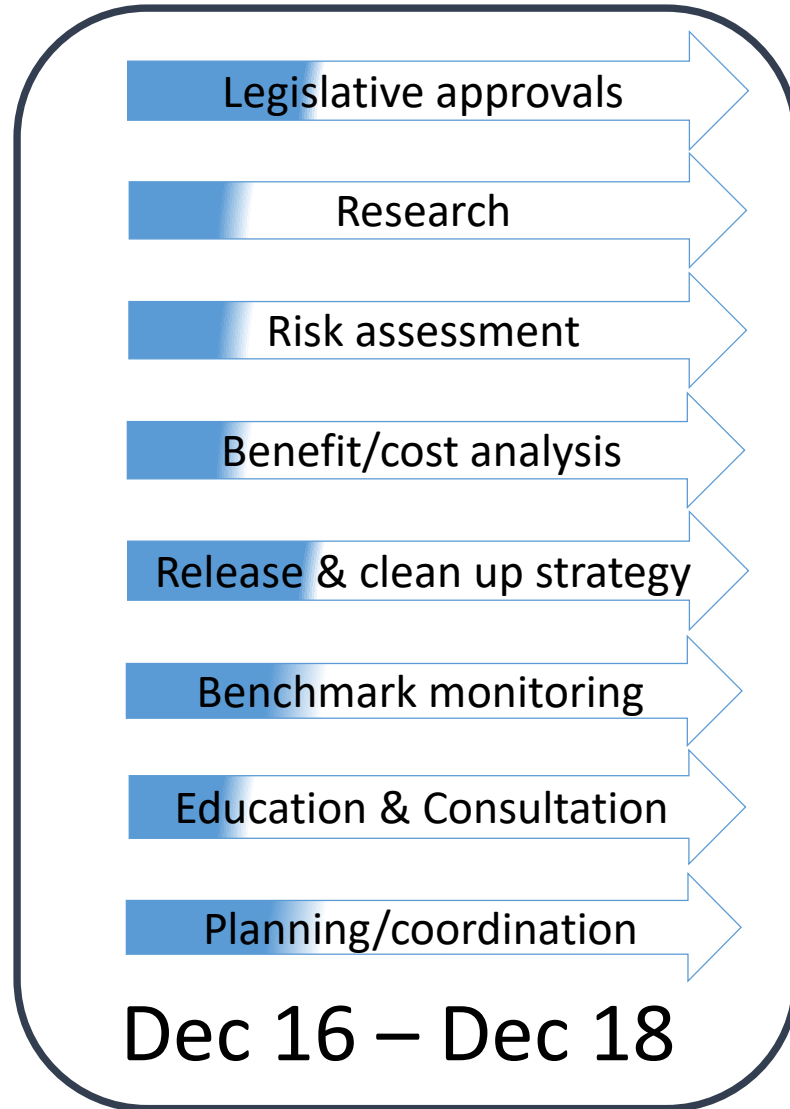 Legislative approvals
Research
Risk assessment
Benefit/cost analysis
Release & clean up strategy
Benchmark monitoring
Education & Consultation
Planning/coordination
Dec 16 – Dec 18